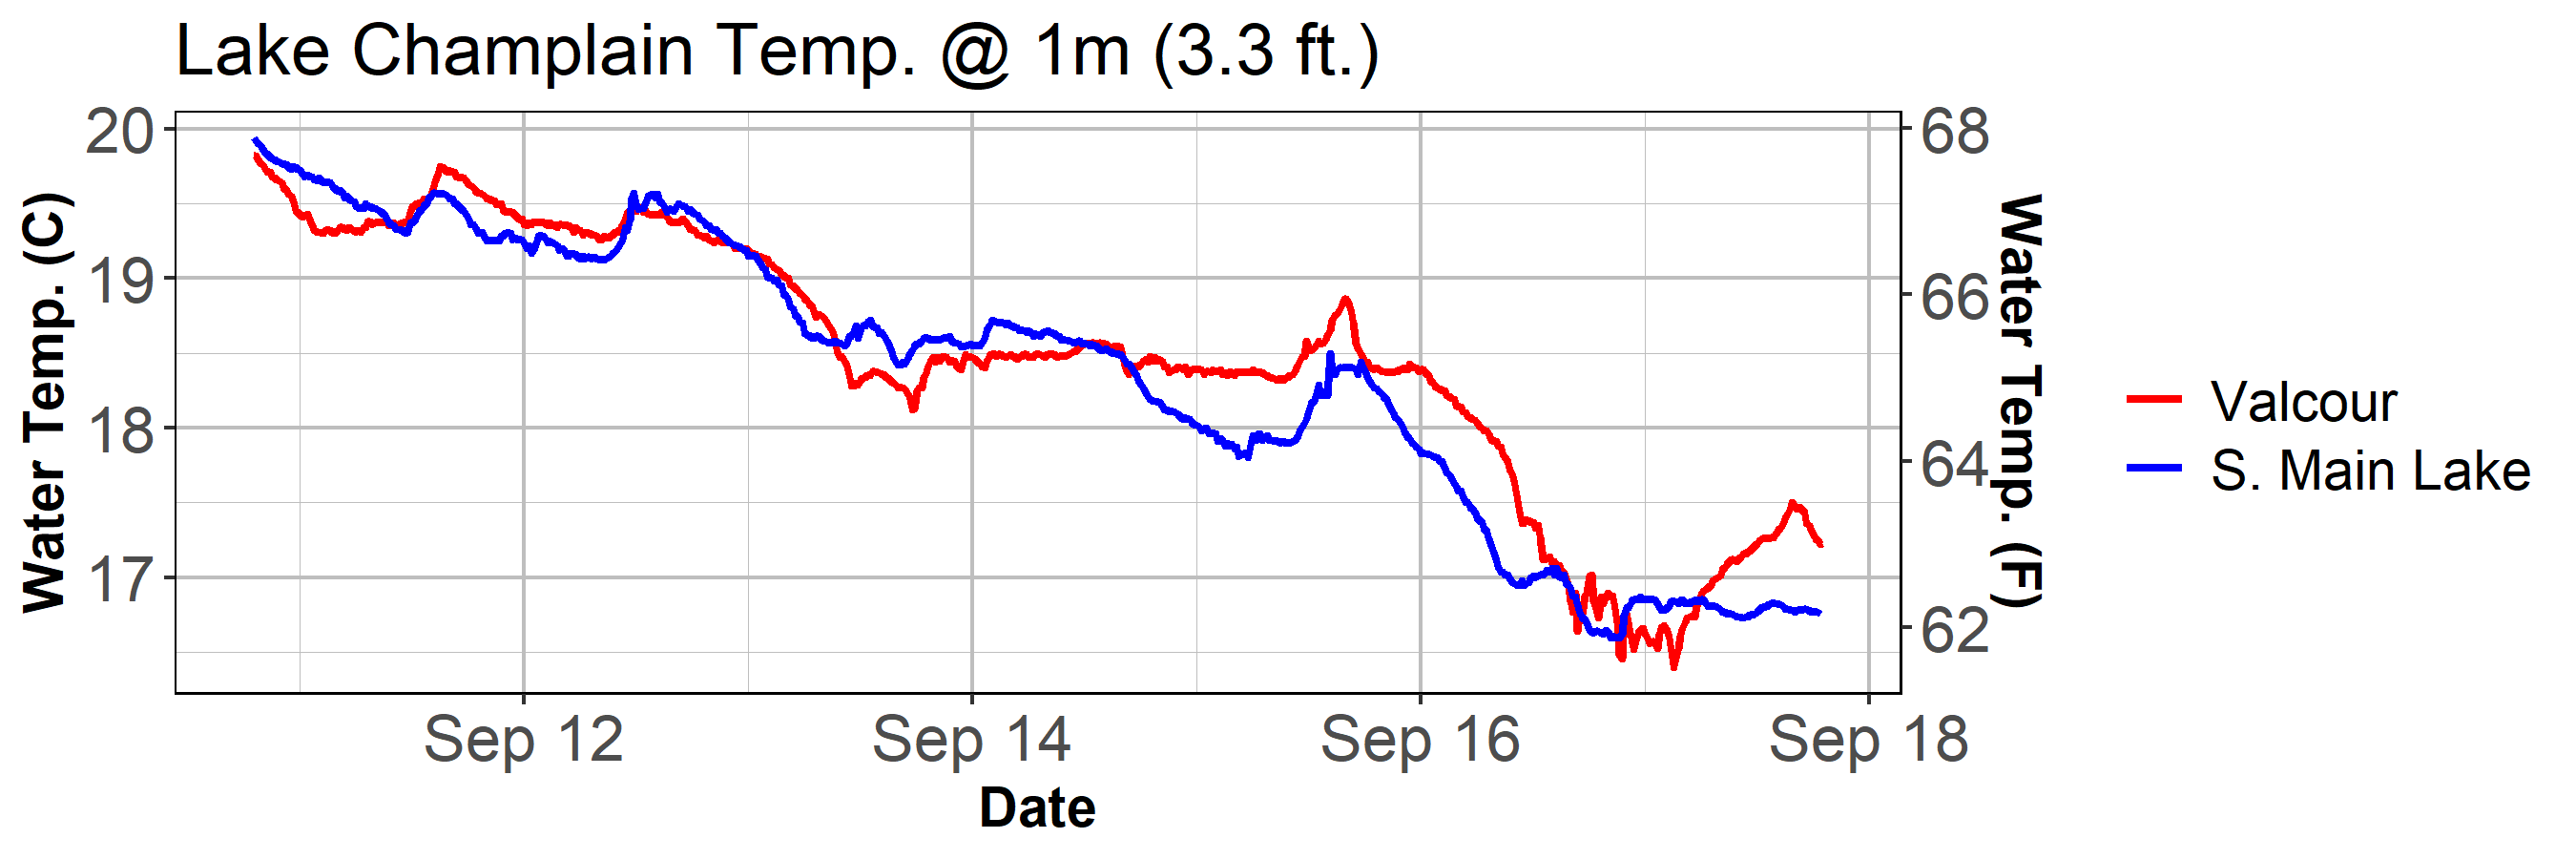 Lake Champlain Temp. @ 1m (3.3 ft.)
Water Temp. (C)
20
19
18
17
68
66
64
62
Water Temp. (F)
Sep 12
Sep 14
Sep 16
Sep 18
Date
Valcour
S. Main Lake